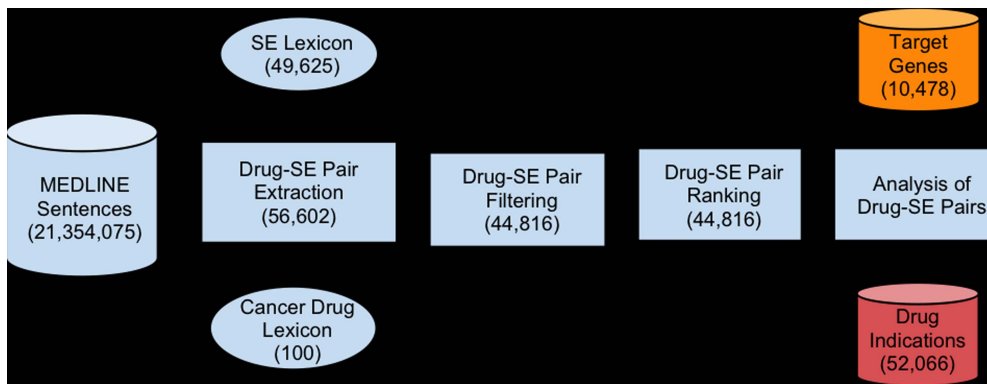 SE Lexicon
(49,625)
Target
Genes
(10,478)
MEDLINE
Sentences
(21,354,075)
Drug-SE Pair
Extraction
(56,602)
Drug-SE Pair
Filtering
(44,816)
Drug-SE Pair
Ranking
(44,816)
Analysis of
Drug-SE Pairs
Cancer Drug
Lexicon
(100)
Drug
Indications
(52,066)